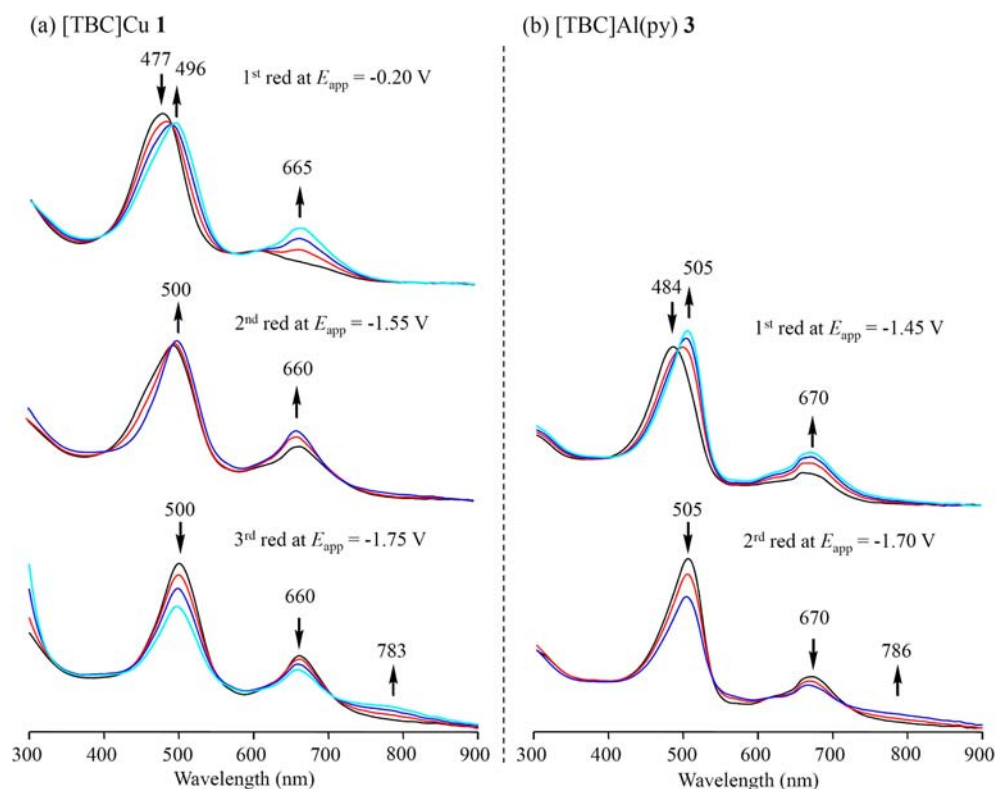 (a) [TBC]Cu 1
477
496
1st red at Eapp = -0.20 V
665
500
2nd red at Eapp = -1.55 V
660
500
3rd red at Eapp = -1.75 V
660
783
300 400 500 600 700 800 900
Wavelength (nm)
(b) [TBC]Al(py) 3
505
484
1st red at Eapp = -1.45 V
670
505
2nd red at Eapp = -1.70 V
670
786
300 400 500 600 700 800 900
Wavelength (nm)